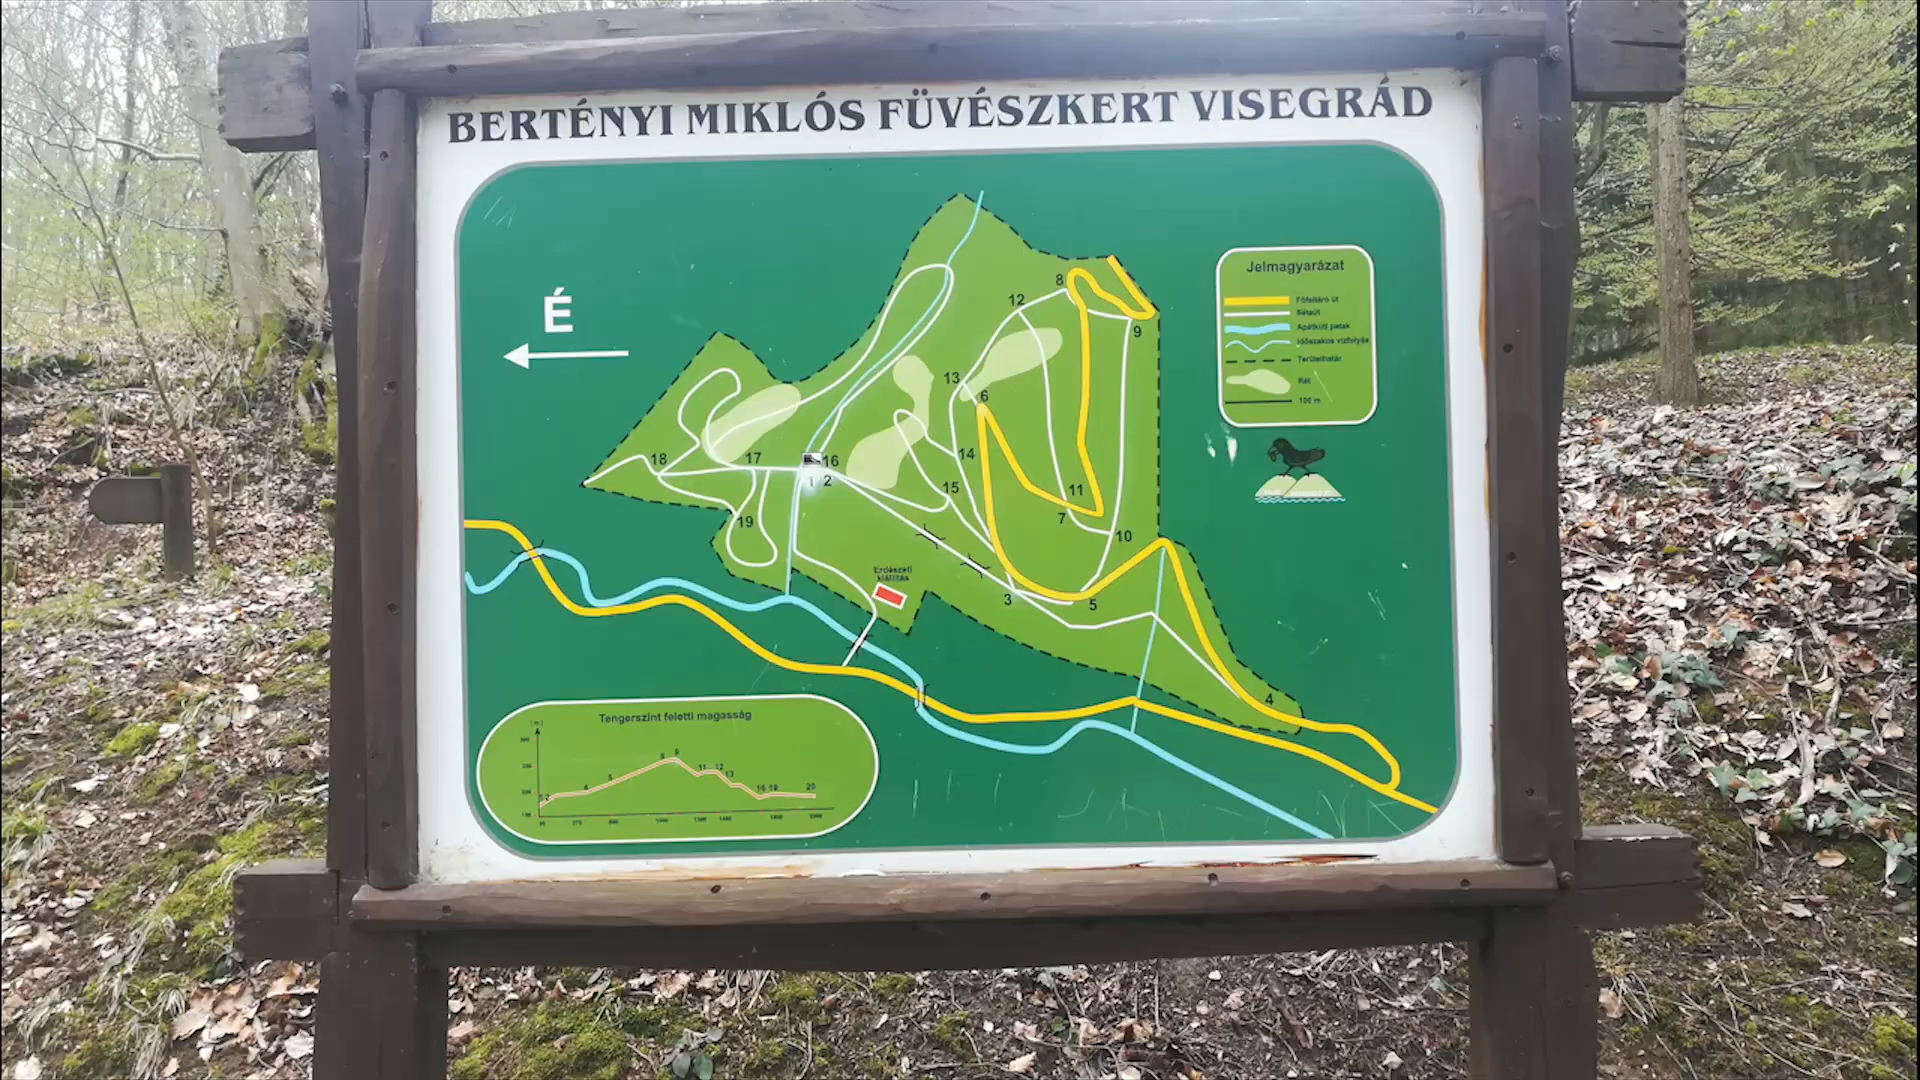 BERTÉNYI MIKLÓS FÜVÉSZKERT VISEGRÁD
É
Jelmagyarázat
Főfeltáró út
Sétaút
Apátkúti patak
Időszakos vízfolyás
Területhatár
Rét
100 m
8
12
9
13
6
18
17
16
14
1
2
15
11
7
19
10
Erdészeti
kiállítás
3
5
4
Tengerszint feletti magasság